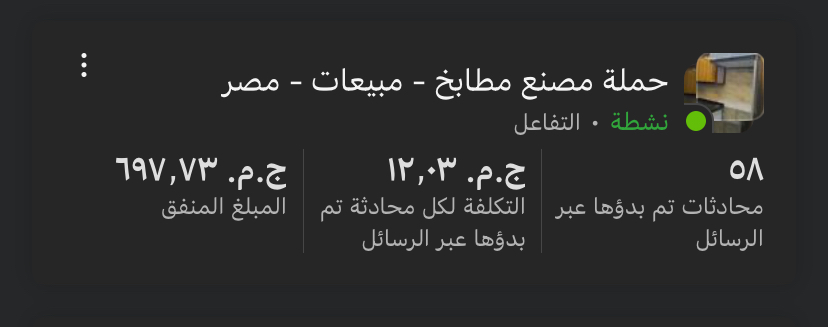 حملة مصنع مطابخ - مبيعات - مصر
نشطة • التفاعل
٥٨
محادثات تم بدؤها عبر
الرسائل
ج.م. ١٢,٠٣
التكلفة لكل محادثة تم
بدؤها عبر الرسائل
ج.م. ٦٩٧,٧٣
المبلغ المنفق